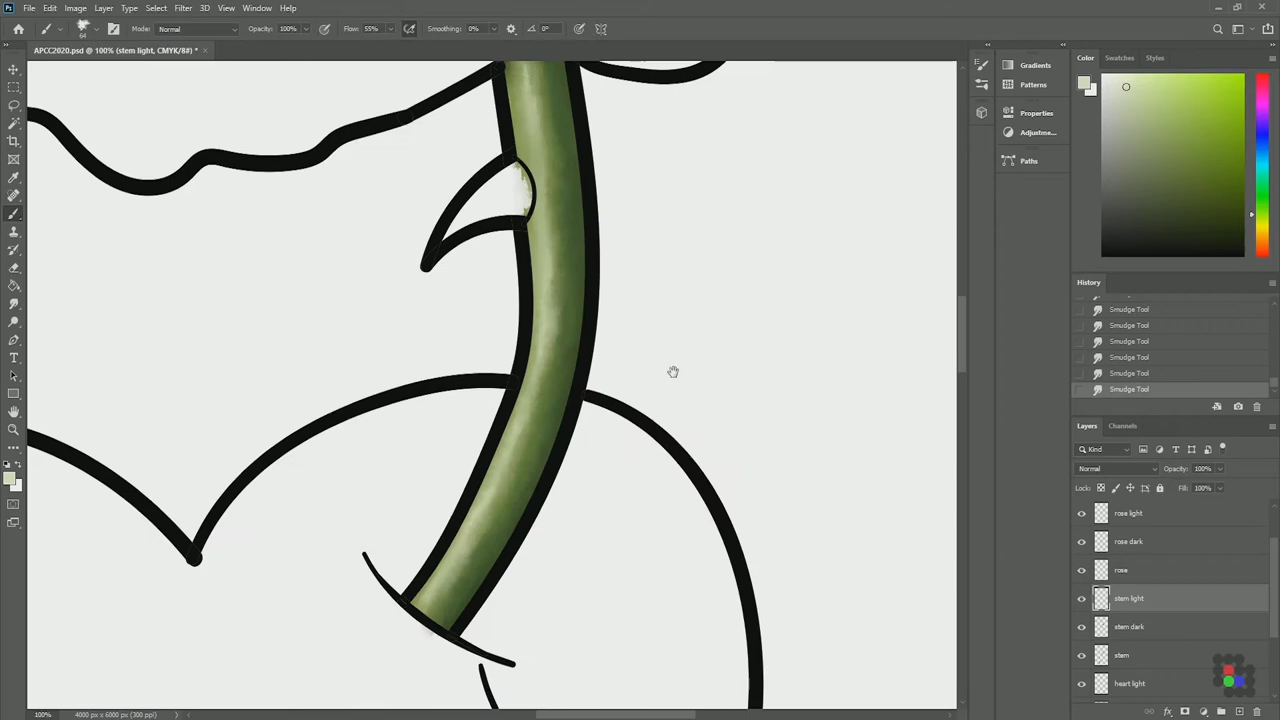 File Edit Image Layer Type Select Filter 3D View Window Help
64 Mode: Normal Opacity: 100% Flow: 55% Smoothing: 0% 0°
APCC2020.psd @ 100% (stem light, CMYK/8#) * ×
Color Swatches Styles
Gradients
Patterns
Properties
Adjustme...
Paths
History
Smudge Tool
Smudge Tool
Smudge Tool
Smudge Tool
Smudge Tool
Smudge Tool
Layers Channels
Kind
Normal Opacity: 100%
Lock: Fill: 100%
rose light
rose dark
rose
stem light
stem dark
stem
heart light
fx
100% 4000 px x 6000 px (300 ppi)